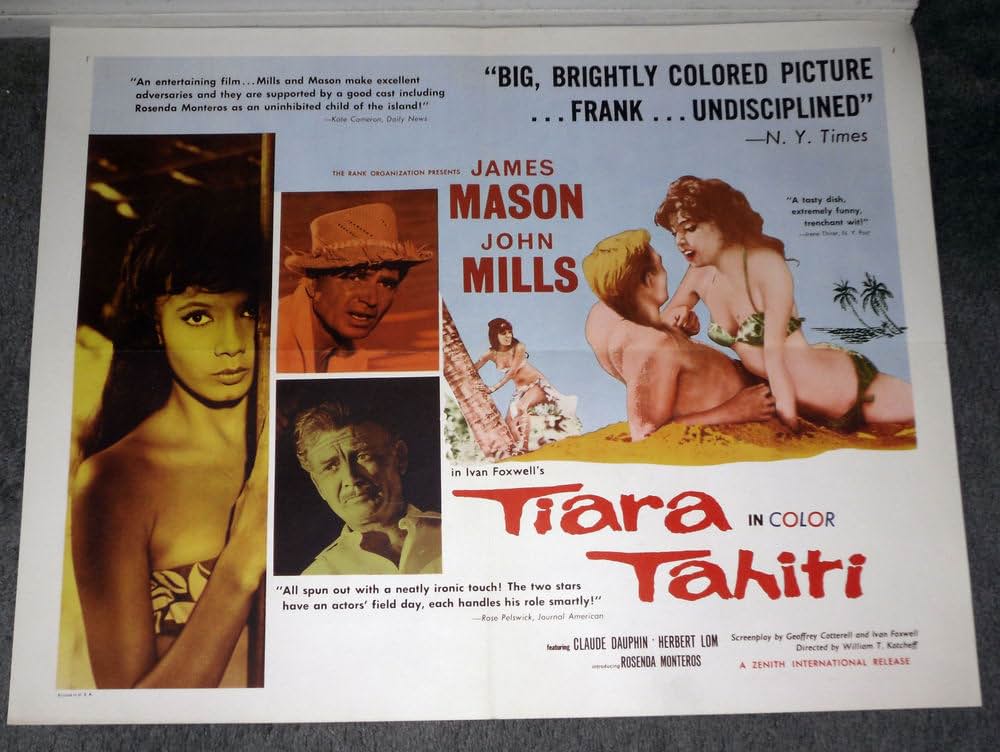 "An entertaining film...Mills and Mason make excellent
adversaries and they are supported by a good cast including
Rosenda Monteros as an uninhibited child of the island!"
—Kate Cameron, Daily News
"BIG, BRIGHTLY COLORED PICTURE
...FRANK...UNDISCIPLINED"
—N. Y. Times
THE RANK ORGANIZATION PRESENTS
JAMES
MASON
JOHN
MILLS
"A tasty dish,
extremely funny,
trenchant wit!"
—Irene Thirer, N. Y. Post
in Ivan Foxwell's
Tiara
IN COLOR
Tahiti
"All spun out with a neatly ironic touch! The two stars
have an actors' field day, each handles his role smartly!"
—Rose Pelswick, Journal American
featuring CLAUDE DAUPHIN · HERBERT LOM
introducing ROSENDA MONTEROS
Screenplay by Geoffrey Cotterell and Ivan Foxwell
Directed by William T. Kotcheff
A ZENITH INTERNATIONAL RELEASE